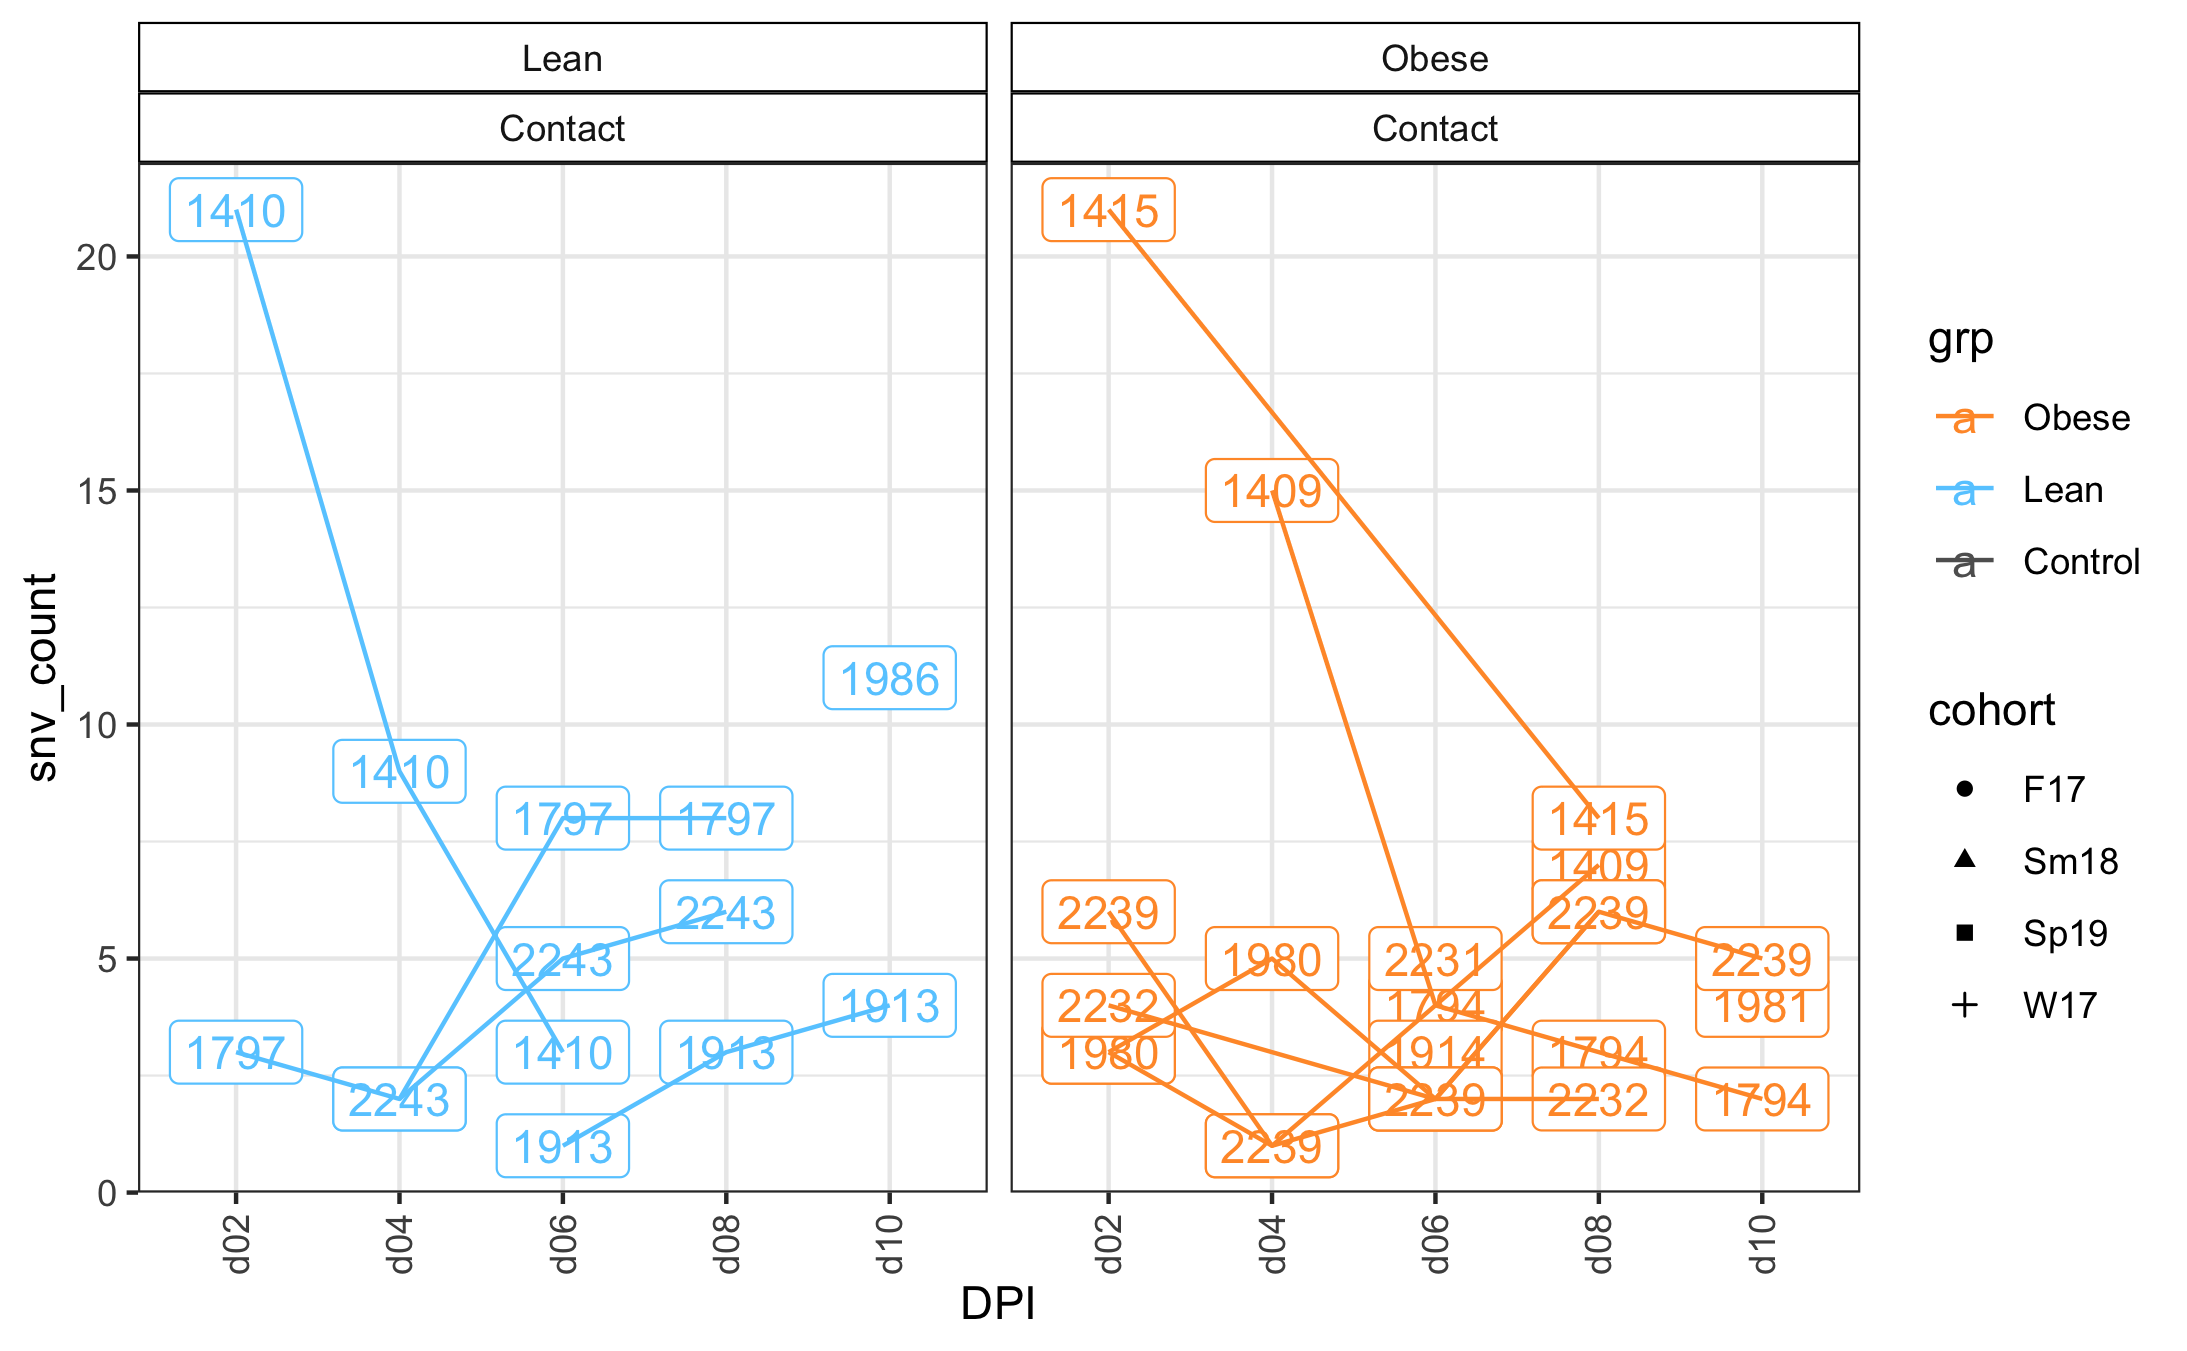 Lean
Obese
Contact
Contact
snv_count
20
15
10
5
0
1410
1410
1986
1797
1797
2243
2243
1913
1797
1410
1913
2243
1913
1415
1409
1415
1409
2239
2239
1980
2231
2239
2232
1794
1981
1980
1914
1794
2239
2232
1794
2239
d02
d04
d06
d08
d10
d02
d04
d06
d08
d10
DPI
grp
a Obese
a Lean
a Control
cohort
F17
Sm18
Sp19
W17